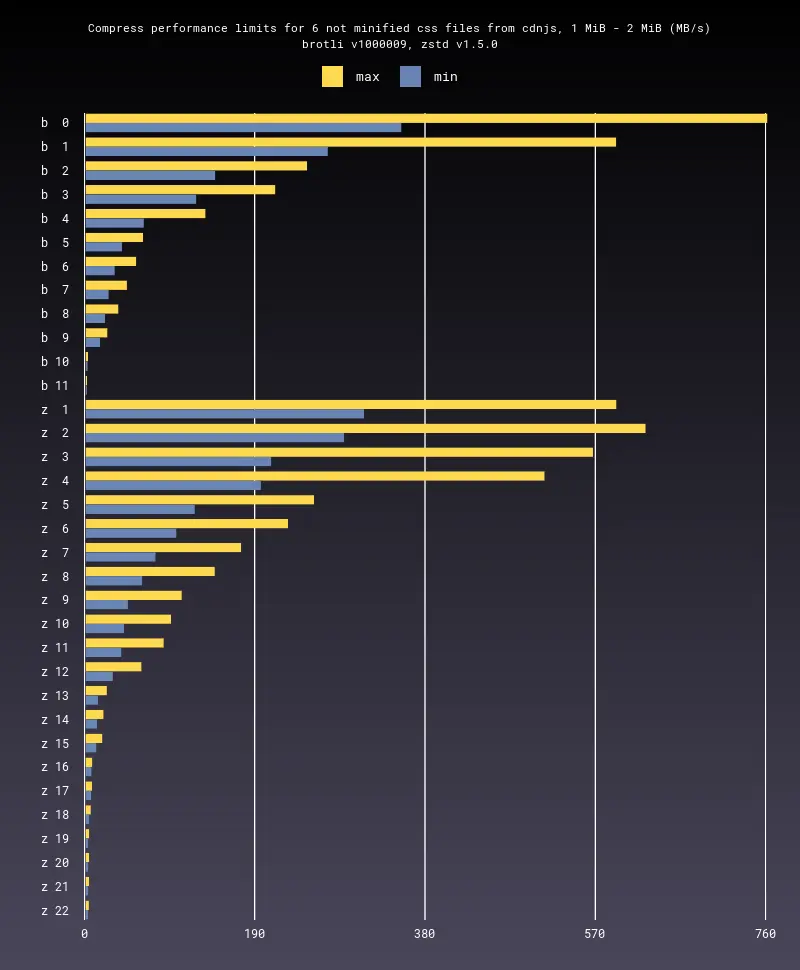 Compress performance limits for 6 not minified css files from cdnjs, 1 MiB - 2 MiB (MB/s)
brotli v1000009, zstd v1.5.0
max min
b 0
b 1
b 2
b 3
b 4
b 5
b 6
b 7
b 8
b 9
b 10
b 11
z 1
z 2
z 3
z 4
z 5
z 6
z 7
z 8
z 9
z 10
z 11
z 12
z 13
z 14
z 15
z 16
z 17
z 18
z 19
z 20
z 21
z 22
0 190 380 570 760